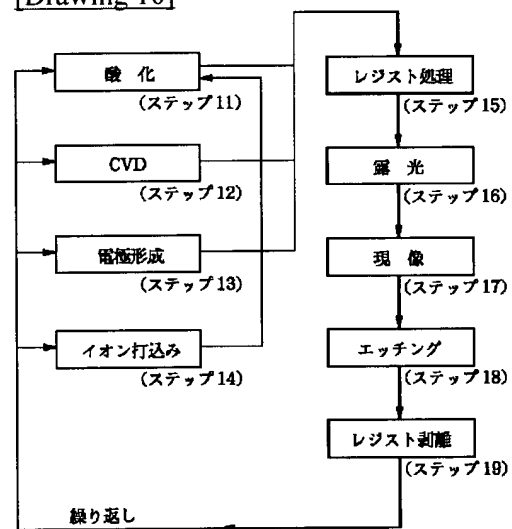 [Drawing 10]
酸 化
(ステップ11)
CVD
(ステップ12)
電極形成
(ステップ13)
イオン打込み
(ステップ14)
レジスト処理
(ステップ15)
露 光
(ステップ16)
現 像
(ステップ17)
エッチング
(ステップ18)
レジスト剥離
(ステップ19)
繰り返し